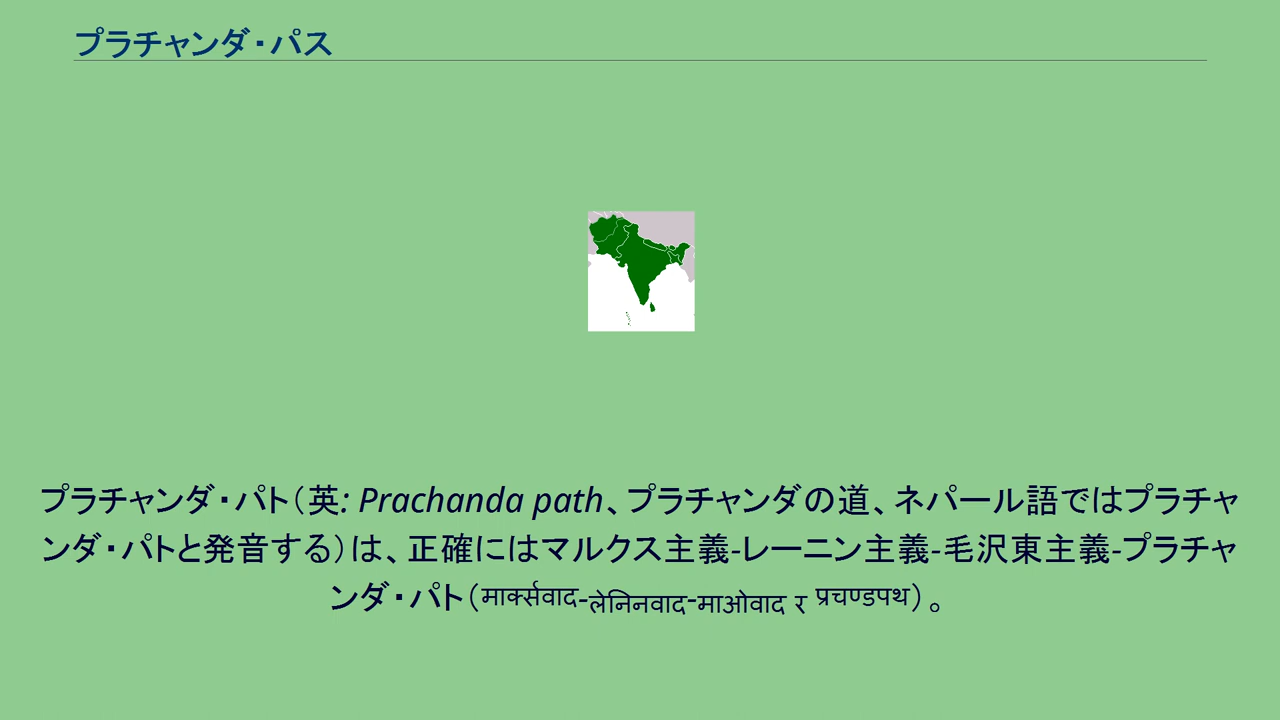 プラチャンダ・パス
プラチャンダ・パト（英: Prachanda path、プラチャンダの道、ネパール語ではプラチャ
ンダ・パトと発音する）は、正確にはマルクス主義-レーニン主義-毛沢東主義-プラチャ
ンダ・パト（मार्क्सवाद-लेनिनवाद-माओवाद र प्रचण्डपथ）。